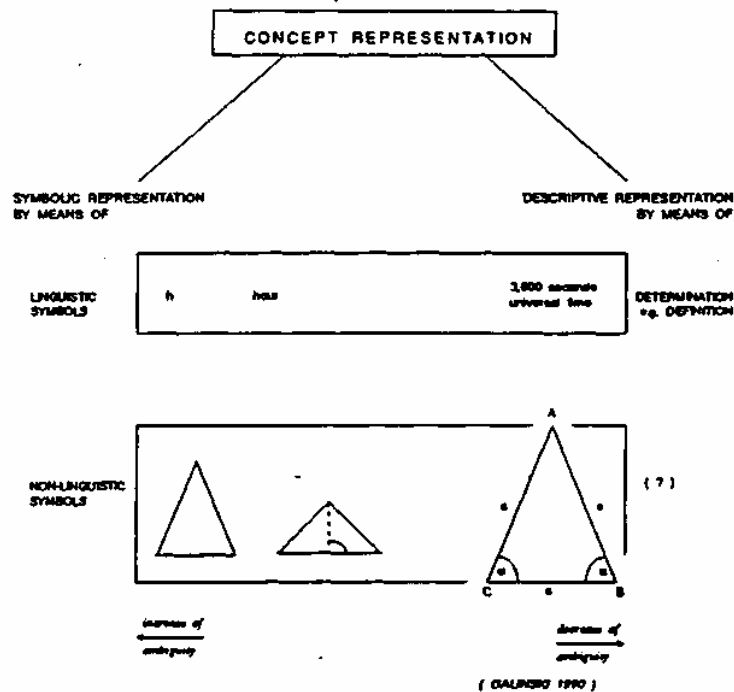 CONCEPT REPRESENTATION
SYMBOLIC REPRESENTATION
BY MEANS OF
DESCRIPTIVE REPRESENTATION
BY MEANS OF
LINGUISTIC
SYMBOLS
h
hour
3,600 seconds
universal time
DETERMINATION
e.g. DEFINITION
NON-LINGUISTIC
SYMBOLS
A
C
B
( ? )
increase of
ambiguity
decrease of
ambiguity
( GALINSKI 1990 )